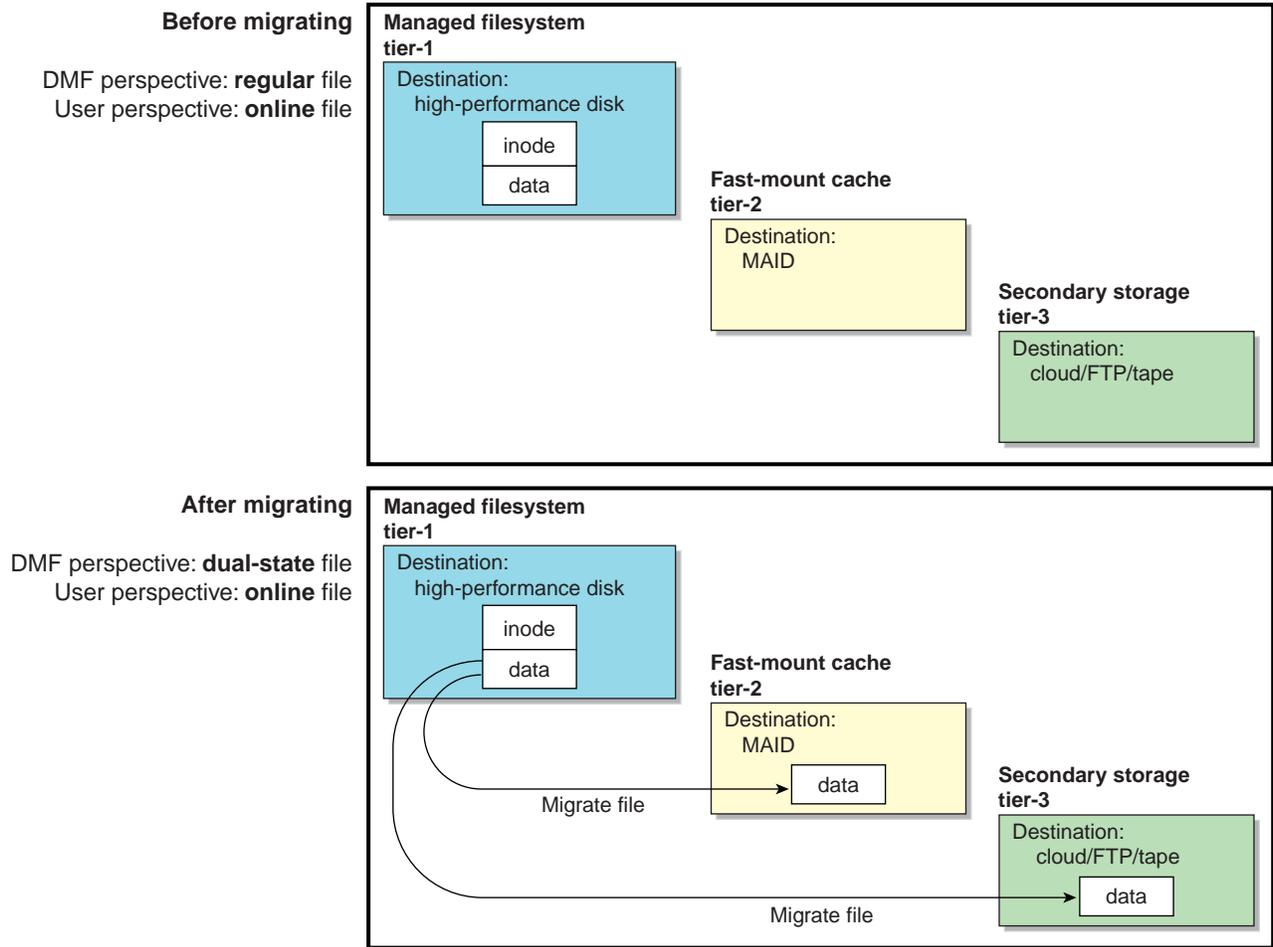 Before migrating
DMF perspective: regular file
User perspective: online file
Managed filesystem
tier-1
Destination:
high-performance disk
inode
data
Fast-mount cache
tier-2
Destination:
MAID
Secondary storage
tier-3
Destination:
cloud/FTP/tape
After migrating
DMF perspective: dual-state file
User perspective: online file
Managed filesystem
tier-1
Destination:
high-performance disk
inode
data
Fast-mount cache
tier-2
Destination:
MAID
data
Migrate file
Secondary storage
tier-3
Destination:
cloud/FTP/tape
data
Migrate file